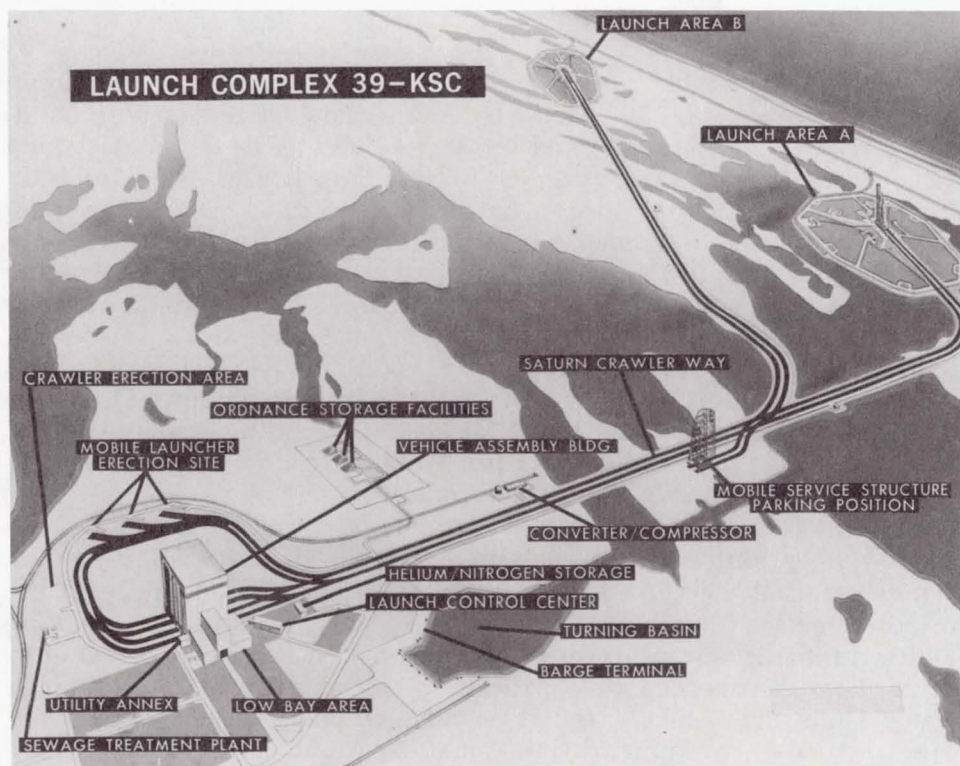 LAUNCH AREA B
LAUNCH COMPLEX 39-KSC
LAUNCH AREA A
SATURN CRAWLER WAY
CRAWLER ERECTION AREA
ORDNANCE STORAGE FACILITIES
MOBILE LAUNCHER
ERECTION SITE
VEHICLE ASSEMBLY BLDG.
MOBILE SERVICE STRUCTURE
PARKING POSITION
CONVERTER/COMPRESSOR
HELIUM/NITROGEN STORAGE
LAUNCH CONTROL CENTER
TURNING BASIN
BARGE TERMINAL
UTILITY ANNEX
LOW BAY AREA
SEWAGE TREATMENT PLANT